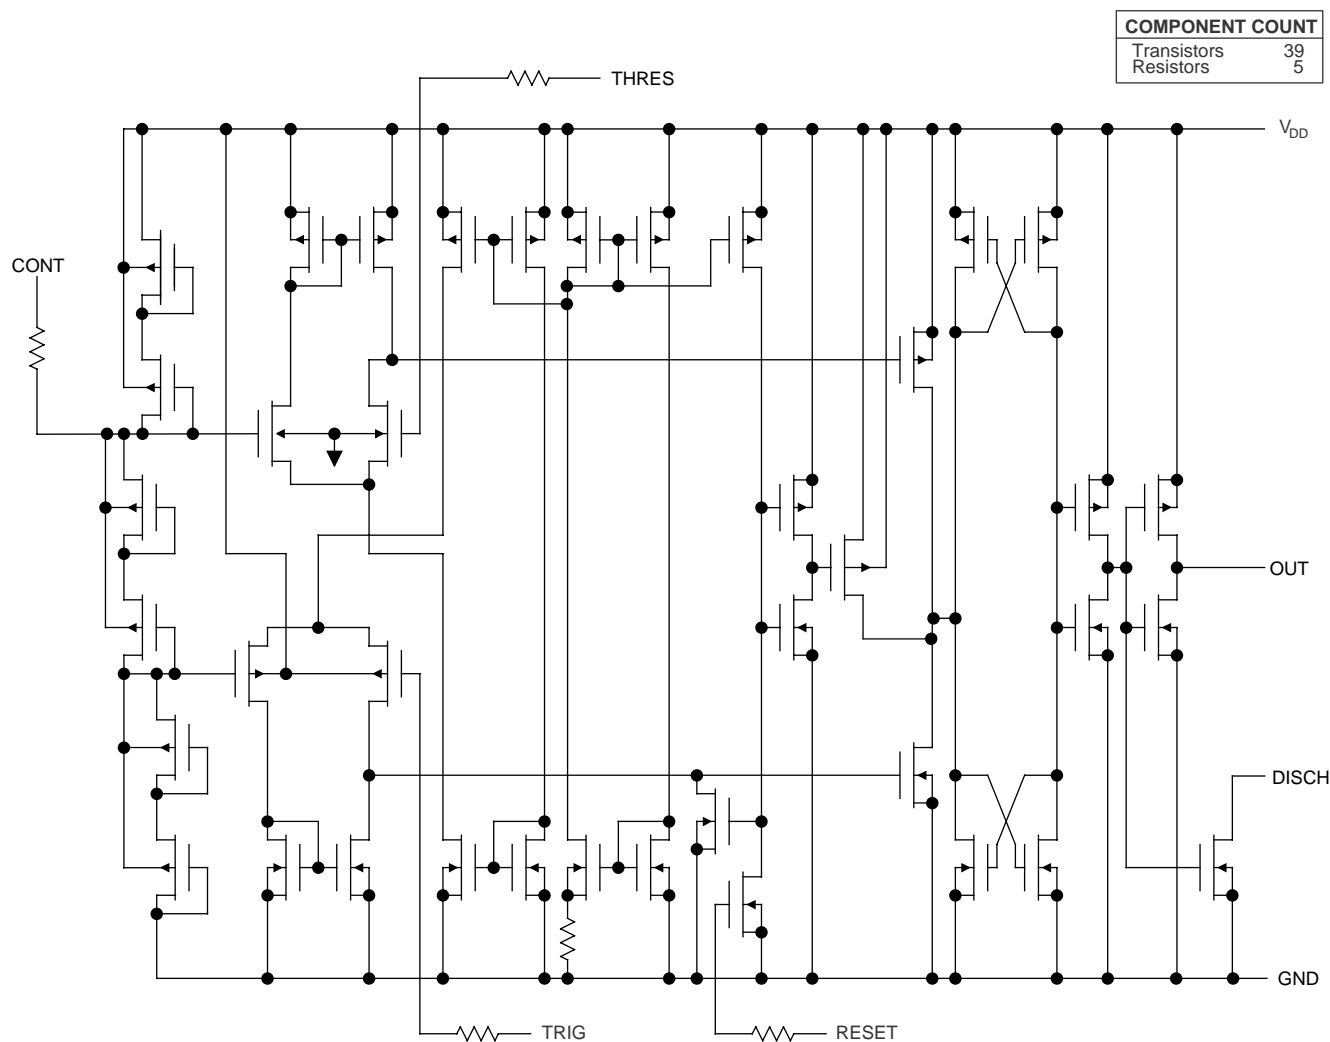 COMPONENT COUNT
Transistors 39
Resistors 5
THRES
VDD
CONT
OUT
DISCH
GND
TRIG
RESET